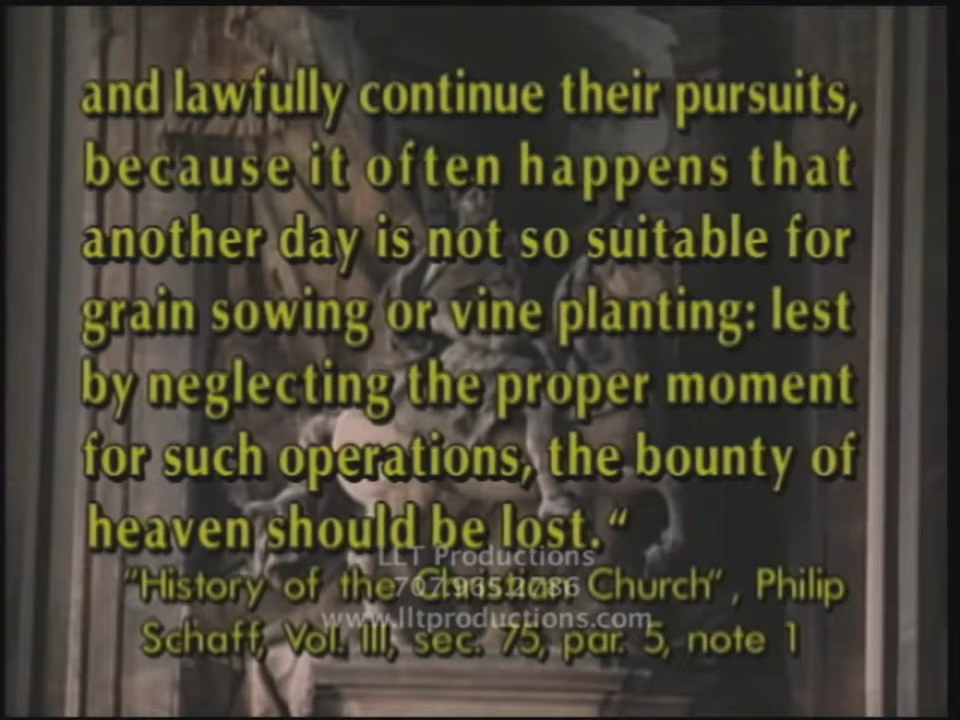 and lawfully continue their pursuits,
because it often happens that
another day is not so suitable for
grain sowing or vine planting: lest
by neglecting the proper moment
for such operations, the bounty of
heaven should be lost."
LLT Productions
"History of the Christian Church", Philip
707.965.2786
www.lltproductions.com
Schaff, Vol. III, sec. 75, par. 5, note 1